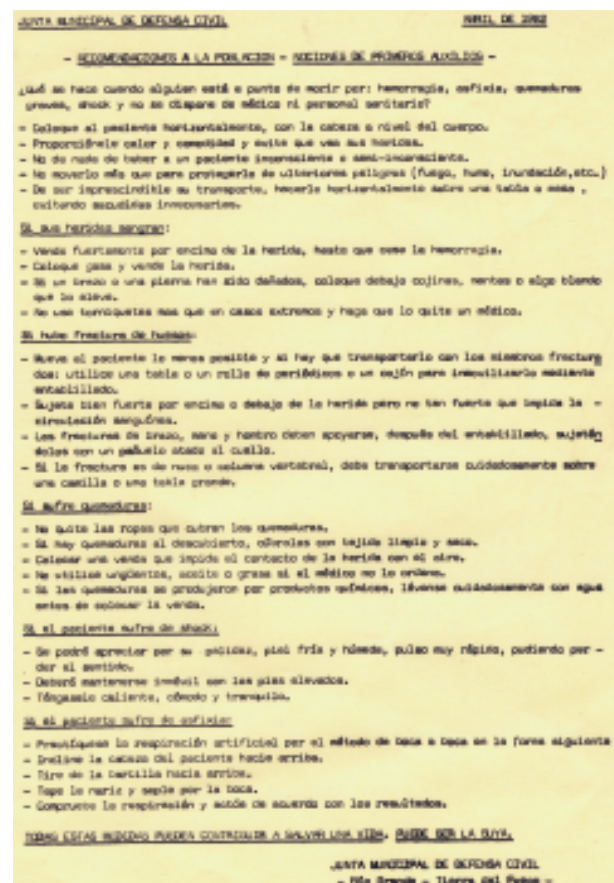 JUNTA MUNICIPAL DE DEFENSA CIVIL ABRIL DE 1982
- RECOMENDACIONES A LA POBLACION - NOCIONES DE PRIMEROS AUXILIOS -
¿Qué se hace cuando alguien está a punto de morir por: hemorragia, asfixia, quemaduras
graves, shock y no se dispone de médico ni personal sanitario?
- Coloque al paciente horizontalmente, con la cabeza a nivel del cuerpo.
- Proporciónele calor y comodidad y evite que vea sus heridas.
- No de nada de beber a un paciente inconsciente o semi-inconsciente.
- No moverlo más que para protegerlo de ulteriores peligros (fuego, humo, inundación,etc.)
- De ser imprescindible su transporte, hacerlo horizontalmente sobre una tabla o mesa ,
evitando sacudidas innecesarias.
Si sus heridas sangran:
- Vende fuertemente por encima de la herida, hasta que cese la hemorragia.
- Coloque gasa y vende la herida.
- Si un brazo o una pierna han sido dañados, coloque debajo cojines, mantas o algo blando
que lo eleve.
- No use torniquetes mas que en casos extremos y haga que lo quite un médico.
Si hubo fractura de huesos:
- Mueva al paciente lo menos posible y si hay que transportarlo con los miembros fractura
dos: utilice una tabla o un rollo de periódicos o un cajón para inmovilizarlo mediante
entablillado.
- Sujete bien fuerte por encima o debajo de la herida pero no tan fuerte que impida la -
circulación sanguínea.
- Las fracturas de brazo, mano y hombro deben apoyarse, después del entablillado, sujetán
dolas con un pañuelo atado al cuello.
- Si la fractura es de nuca o columna vertebral, debe transportarse cuidadosamente sobre
una camilla o una tabla grande.
Si sufre quemaduras:
- No quite las ropas que cubran las quemaduras.
- Si hay quemaduras al descubierto, cúbralas con tejido limpio y seco.
- Colocar una venda que impida el contacto de la herida con el aire.
- No utilice ungüentos, aceite o grasa si el médico no lo ordena.
- Si las quemaduras se produjeron por productos químicos, lávense cuidadosamente con agua
antes de colocar la venda.
Si el paciente sufre de shock:
- Se podrá apreciar por su palidez, piel fría y húmeda, pulso muy rápido, pudiendo per -
der el sentido.
- Deberá mantenerse inmóvil con los pies elevados.
- Téngaselo caliente, cómodo y tranquilo.
Si el paciente sufre de asfixia:
- Practíquese la respiración artificial por el método de boca a boca en la forma siguiente
- Incline la cabeza del paciente hacia arriba.
- Tire de la barbilla hacia arriba.
- Tape la nariz y sople por la boca.
- Compruebe la respiración y actúe de acuerdo con los resultados.
TODAS ESTAS MEDIDAS PUEDEN CONTRIBUIR A SALVAR UNA VIDA. PUEDE SER LA SUYA.
JUNTA MUNICIPAL DE DEFENSA CIVIL
- Río Grande - Tierra del Fuego -